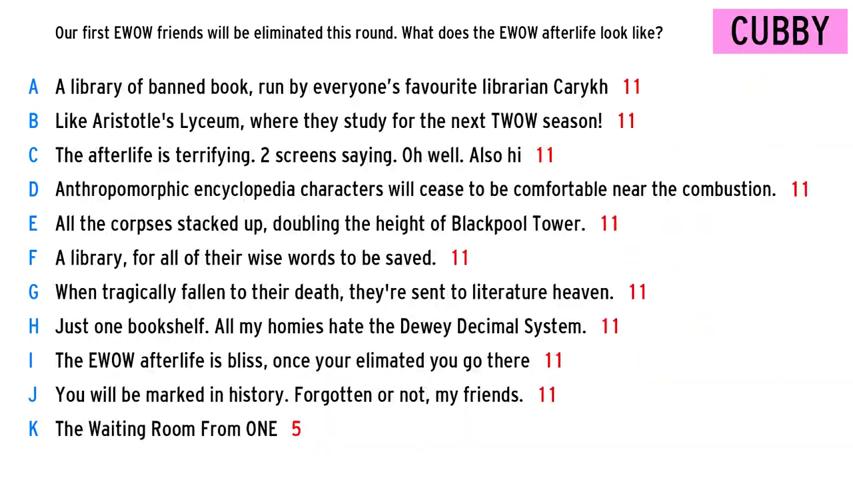 Our first EWOW friends will be eliminated this round. What does the EWOW afterlife look like?
CUBBY
A A library of banned book, run by everyone's favourite librarian Carykh 11
B Like Aristotle's Lyceum, where they study for the next TWOW season! 11
C The afterlife is terrifying. 2 screens saying. Oh well. Also hi 11
D Anthropomorphic encyclopedia characters will cease to be comfortable near the combustion. 11
E All the corpses stacked up, doubling the height of Blackpool Tower. 11
F A library, for all of their wise words to be saved. 11
G When tragically fallen to their death, they're sent to literature heaven. 11
H Just one bookshelf. All my homies hate the Dewey Decimal System. 11
I The EWOW afterlife is bliss, once your elimated you go there 11
J You will be marked in history. Forgotten or not, my friends. 11
K The Waiting Room From ONE 5